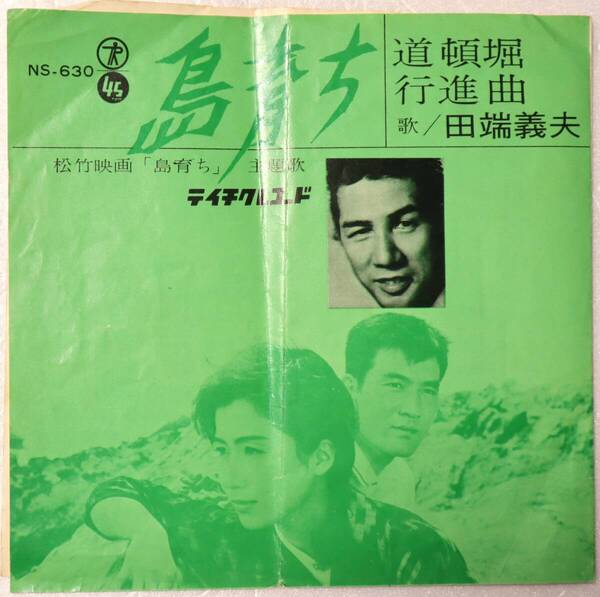 NS-630
45
島育ち
道頓堀
行進曲
歌／田端義夫
松竹映画「島育ち」 主題歌
テイチクレコード